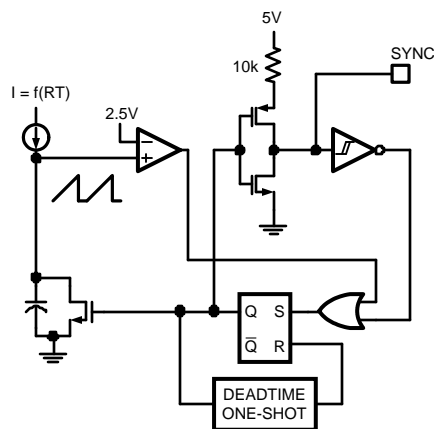 5V
SYNC
10k
I = f(RT)
2.5V
−
+
Q S
Q̅ R
DEADTIME
ONE-SHOT